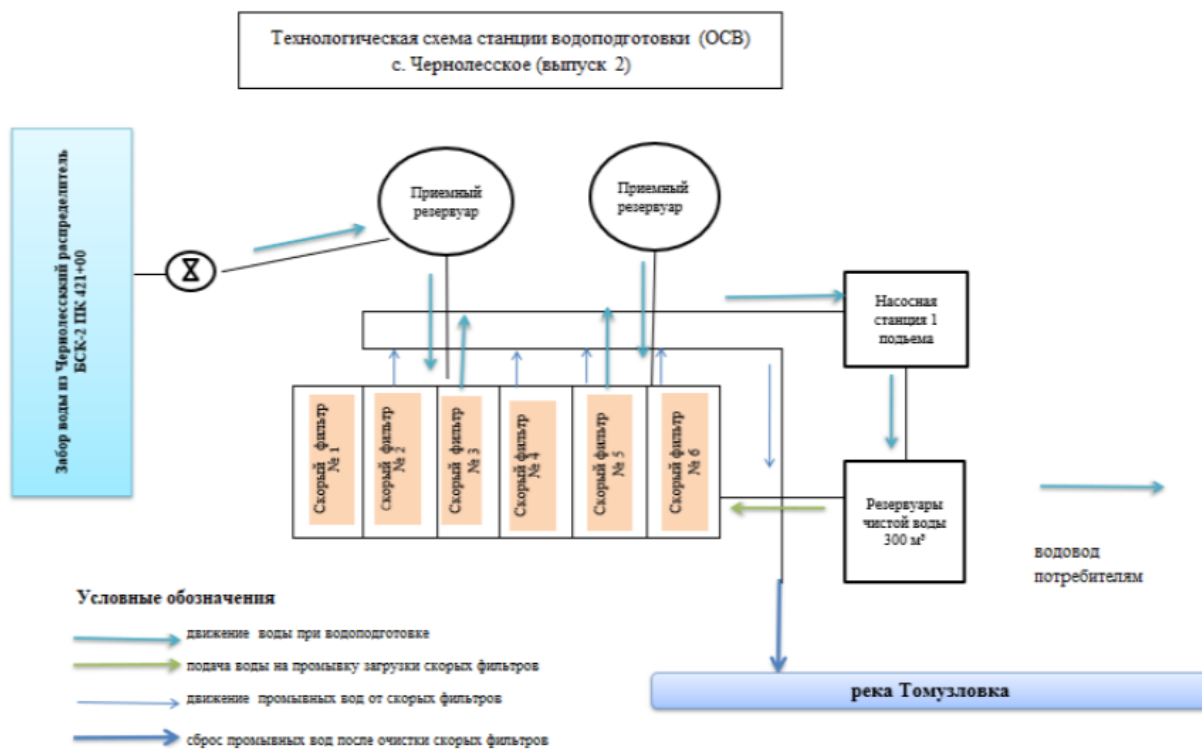 Технологическая схема станции водоподготовки (ОСВ)
с. Чернолесское (выпуск 2)
Забор воды из Чернолессккий распределитель
БСК-2 ПК 421+00
Приемный
резервуар
Приемный
резервуар
Насосная
станция 1
подъема
Скорый фильтр
№ 1
Скорый фильтр
№ 2
Скорый фильтр
№ 3
Скорый фильтр
№ 4
Скорый фильтр
№ 5
Скорый фильтр
№ 6
Резервуары
чистой воды
300 м³
водовод
потребителям
Условные обозначения
движение воды при водоподготовке
подача воды на промывку загрузки скорых фильтров
движение промывных вод от скорых фильтров
сброс промывных вод после очистки скорых фильтров
река Томузловка